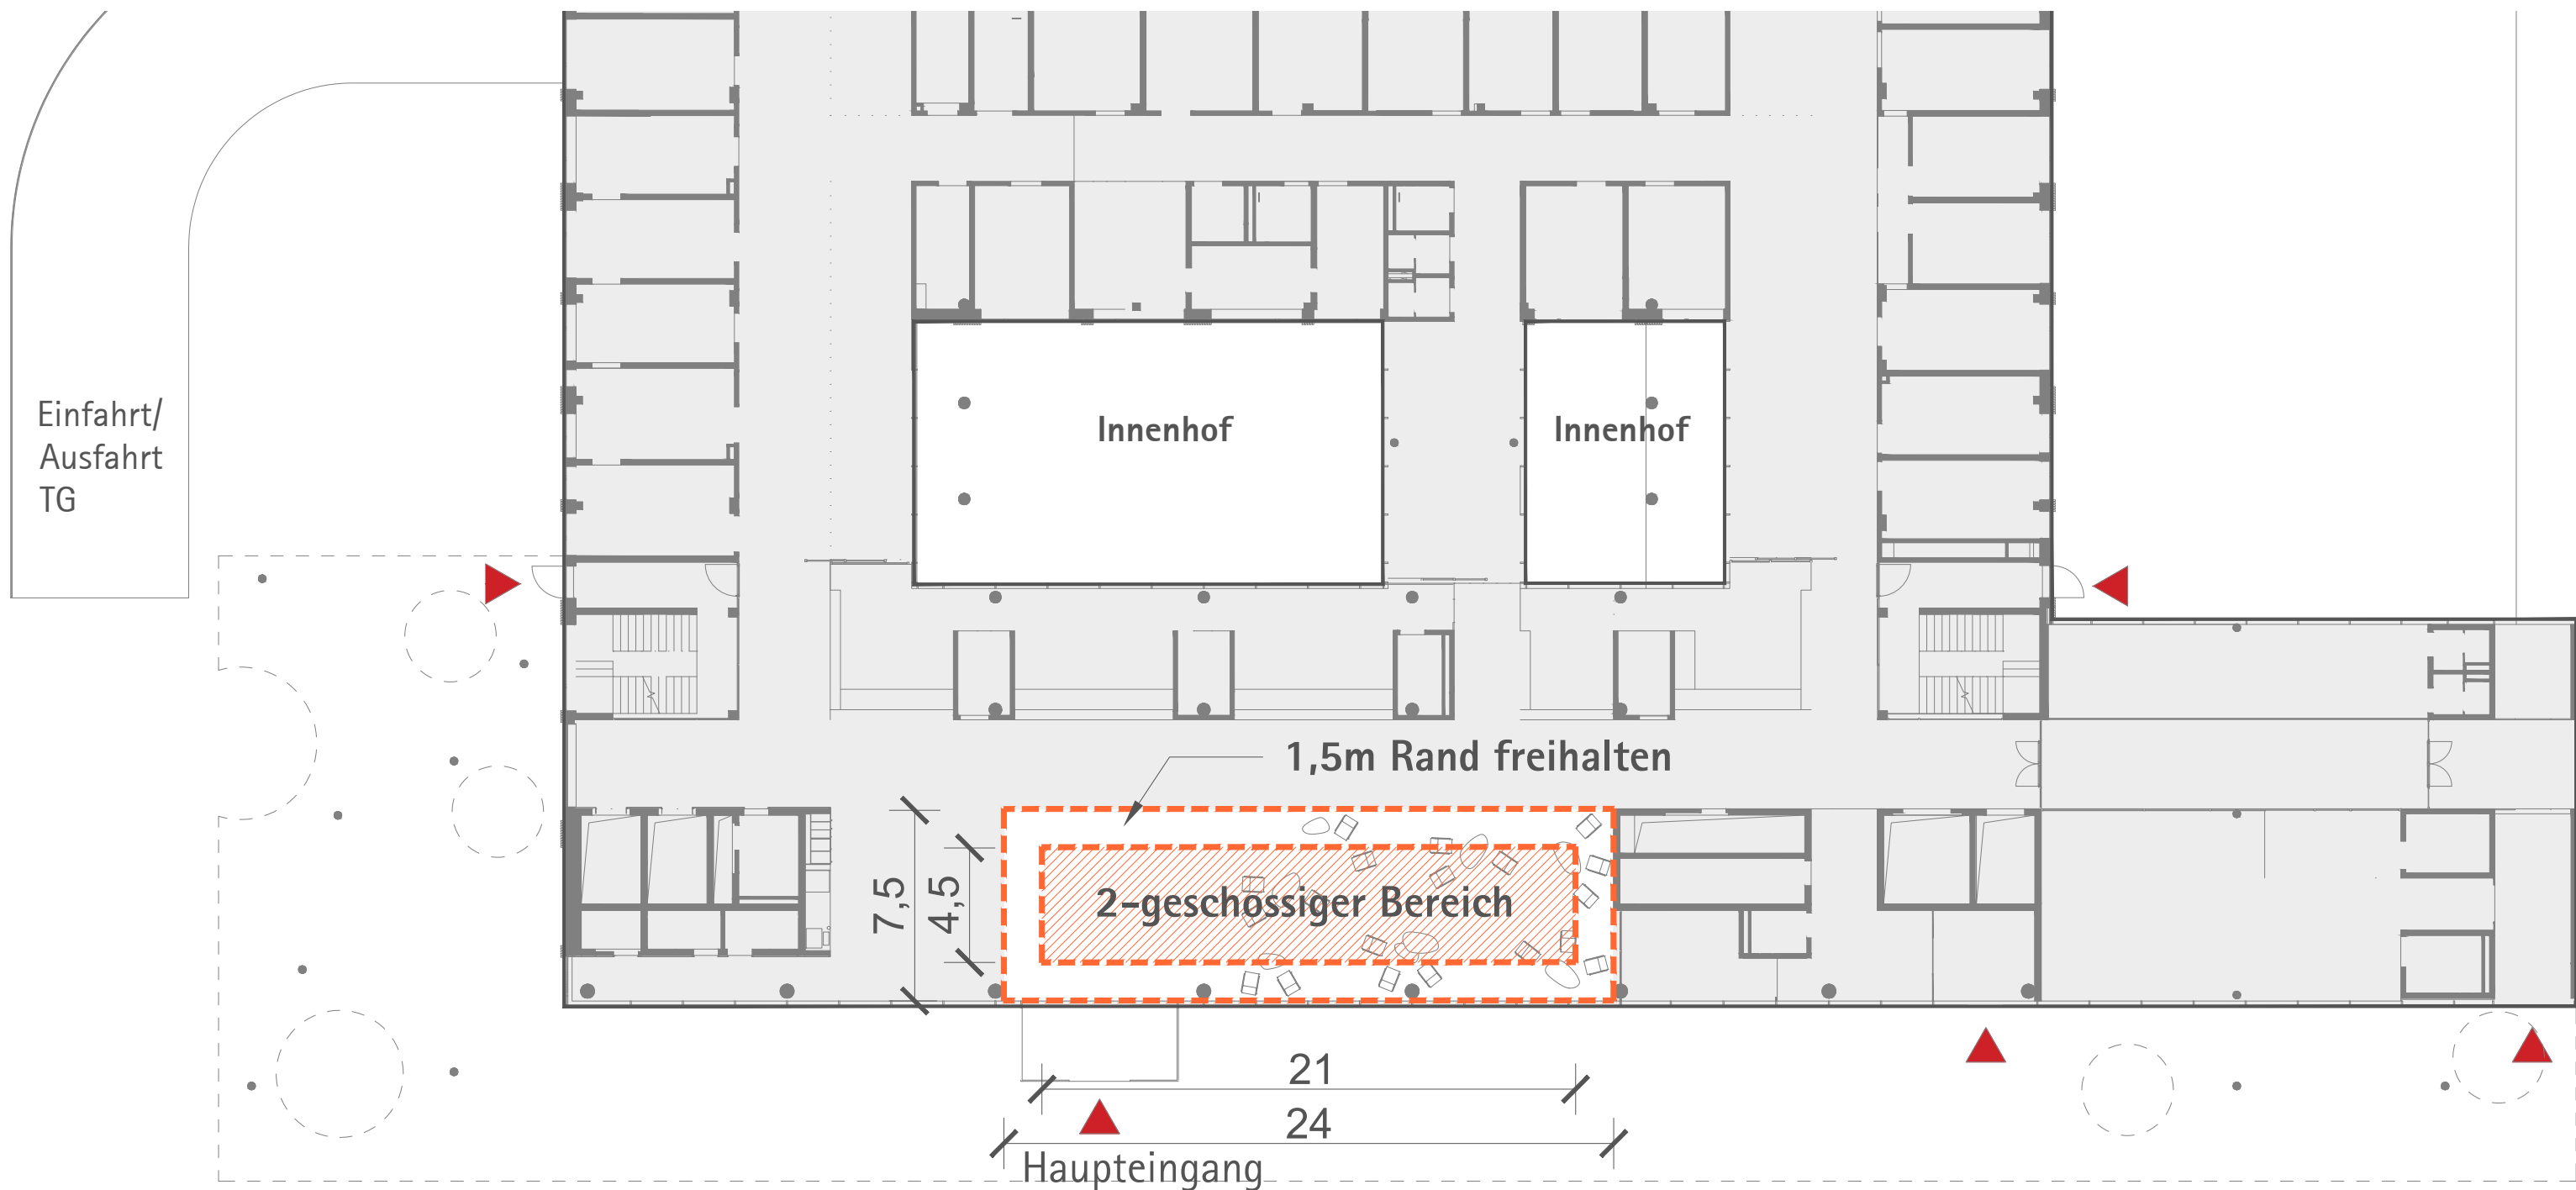 Einfahrt/
Ausfahrt
TG
Innenhof
Innenhof
1,5m Rand freihalten
7,5
4,5
2-geschossiger Bereich
21
24
Haupteingang